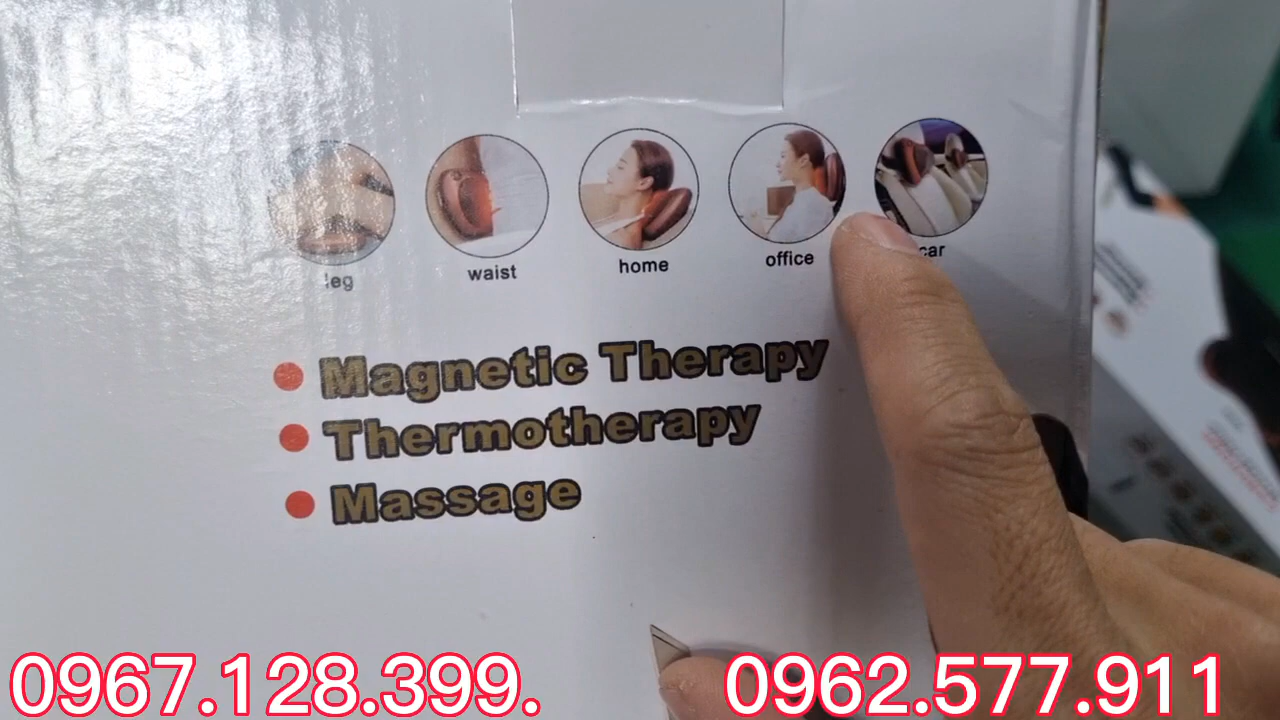 leg
waist
home
office
car
Magnetic Therapy
Thermotherapy
Massage
0967.128.399.
0962.577.911